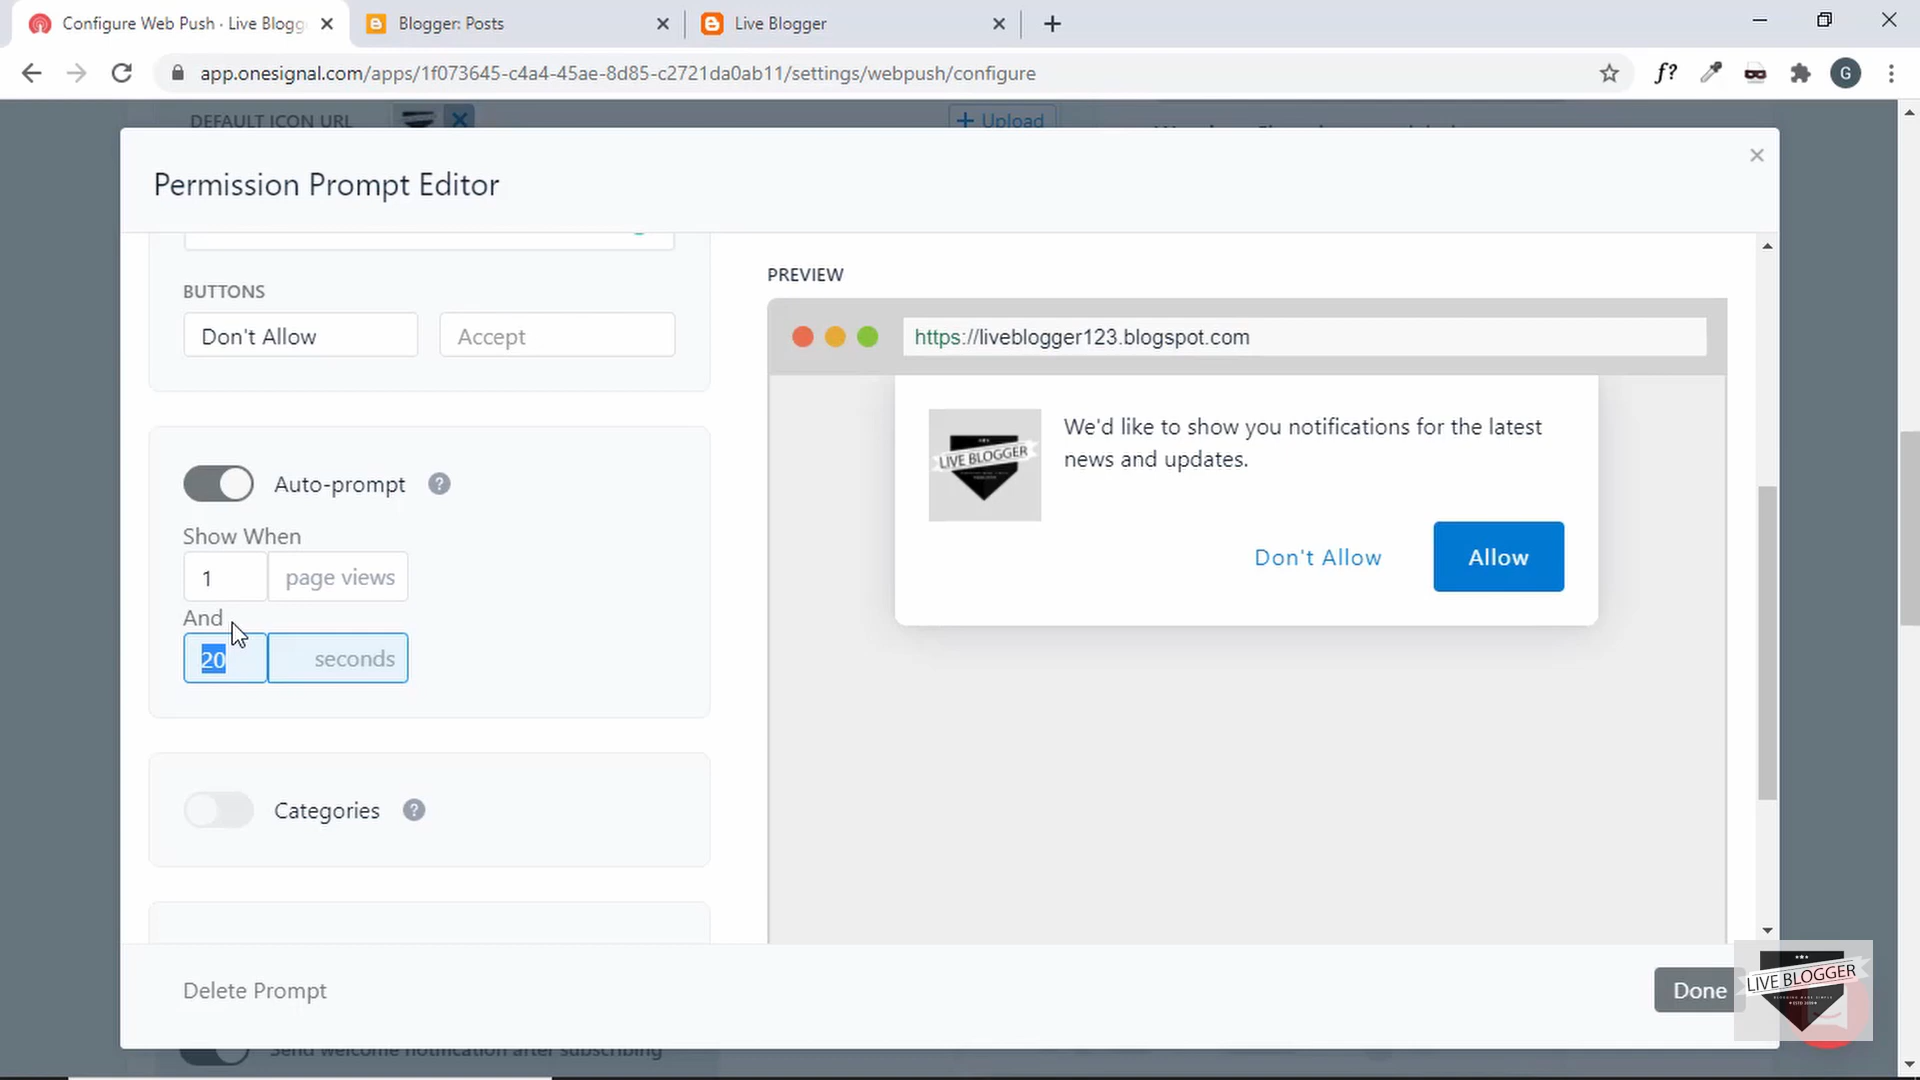 Configure Web Push · Live Blogg
Blogger: Posts
Live Blogger
app.onesignal.com/apps/1f073645-c4a4-45ae-8d85-c2721da0ab11/settings/webpush/configure
f?
G
DEFAULT ICON URL
+ Upload
Permission Prompt Editor
BUTTONS
Don't Allow
Accept
Auto-prompt
?
Show When
1
page views
And
20
seconds
Categories
?
PREVIEW
https://liveblogger123.blogspot.com
LIVE BLOGGER
We'd like to show you notifications for the latest
news and updates.
Don't Allow
Allow
Delete Prompt
Done
LIVE BLOGGER
Send welcome notification after subscribing